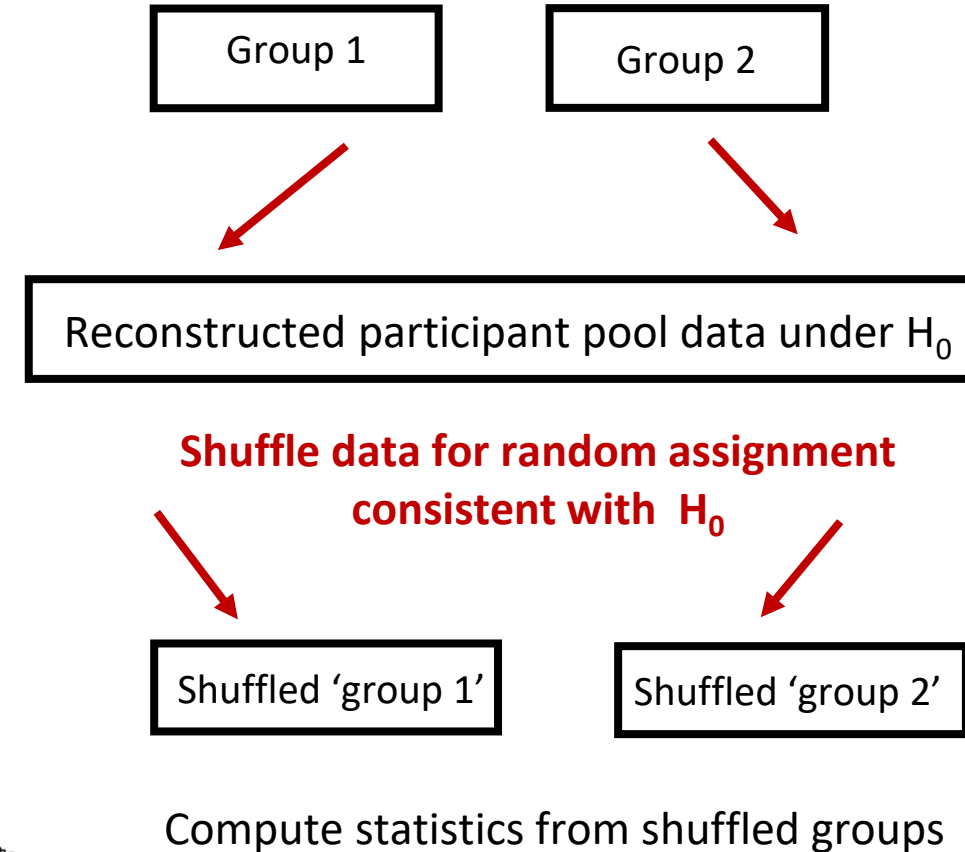 Group 1
Group 2
Reconstructed participant pool data under H₀
Shuffle data for random assignment
consistent with H₀
Shuffled ‘group 1’
Shuffled ‘group 2’
Compute statistics from shuffled groups